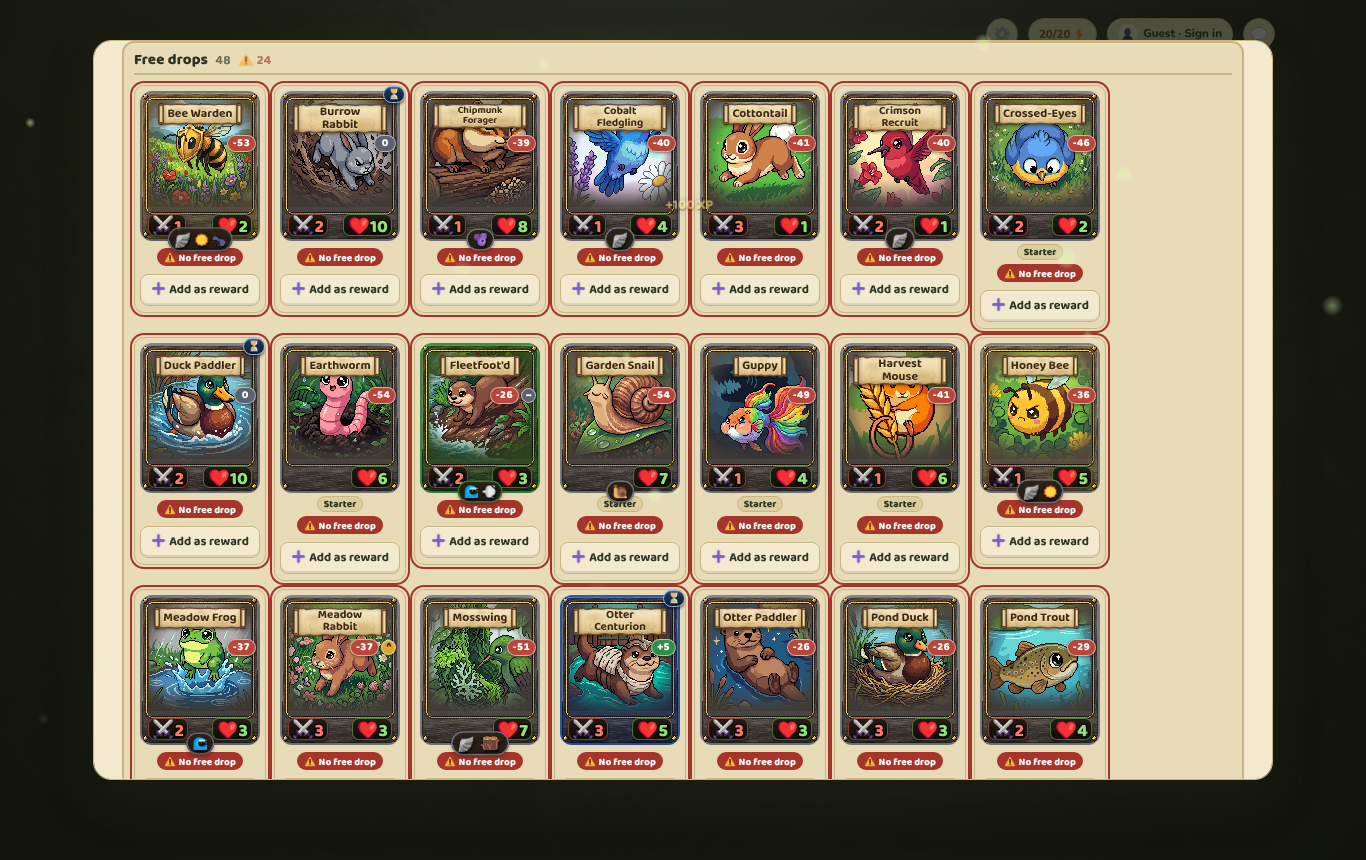 20/20
Guest · Sign in
Free drops 48 24
Bee Warden
-53
1
2
No free drop
Add as reward
Burrow
Rabbit
0
2
10
No free drop
Add as reward
Chipmunk
Forager
-39
1
8
No free drop
Add as reward
Cobalt
Fledgling
-40
+100 XP
1
4
No free drop
Add as reward
Cottontail
-41
3
1
No free drop
Add as reward
Crimson
Recruit
-40
2
1
No free drop
Add as reward
Crossed-Eyes
-46
2
2
Starter
No free drop
Add as reward
Duck Paddler
0
2
10
No free drop
Add as reward
Earthworm
-54
6
Starter
No free drop
Add as reward
Fleetfoot'd
-26
2
3
No free drop
Add as reward
Garden Snail
-54
7
Starter
No free drop
Add as reward
Guppy
-49
1
4
Starter
No free drop
Add as reward
Harvest
Mouse
-41
1
6
Starter
No free drop
Add as reward
Honey Bee
-36
1
5
No free drop
Add as reward
Meadow Frog
-37
2
3
No free drop
Meadow
Rabbit
-37
3
3
No free drop
Mosswing
-51
7
No free drop
Otter
Centurion
+5
3
5
No free drop
Otter Paddler
-26
3
3
No free drop
Pond Duck
-26
3
3
No free drop
Pond Trout
-29
2
4
No free drop